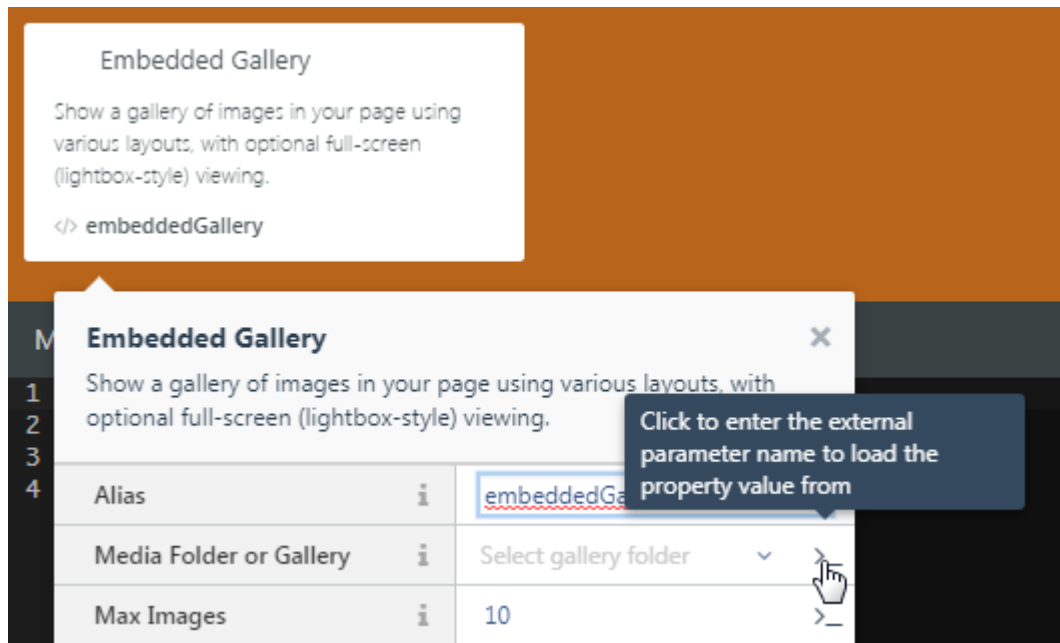 Embedded Gallery
Show a gallery of images in your page using
various layouts, with optional full-screen
(lightbox-style) viewing.
</> embeddedGallery
M
Embedded Gallery
Show a gallery of images in your page using various layouts, with
optional full-screen (lightbox-style) viewing.
1
2
3
4
Click to enter the external
parameter name to load the
property value from
Alias
Media Folder or Gallery
Select gallery folder
Max Images
10